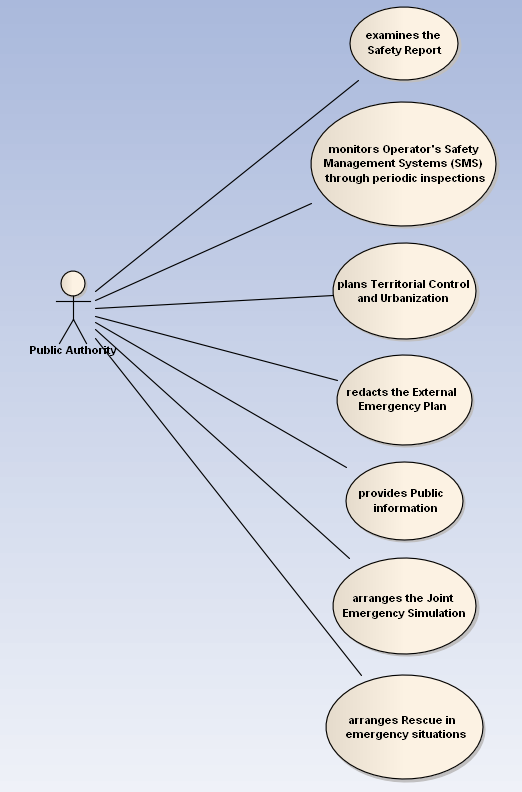 examines the
Safety Report
monitors Operator's Safety
Management Systems (SMS)
through periodic inspections
plans Territorial Control
and Urbanization
Public Authority
redacts the External
Emergency Plan
provides Public
information
arranges the Joint
Emergency Simulation
arranges Rescue in
emergency situations